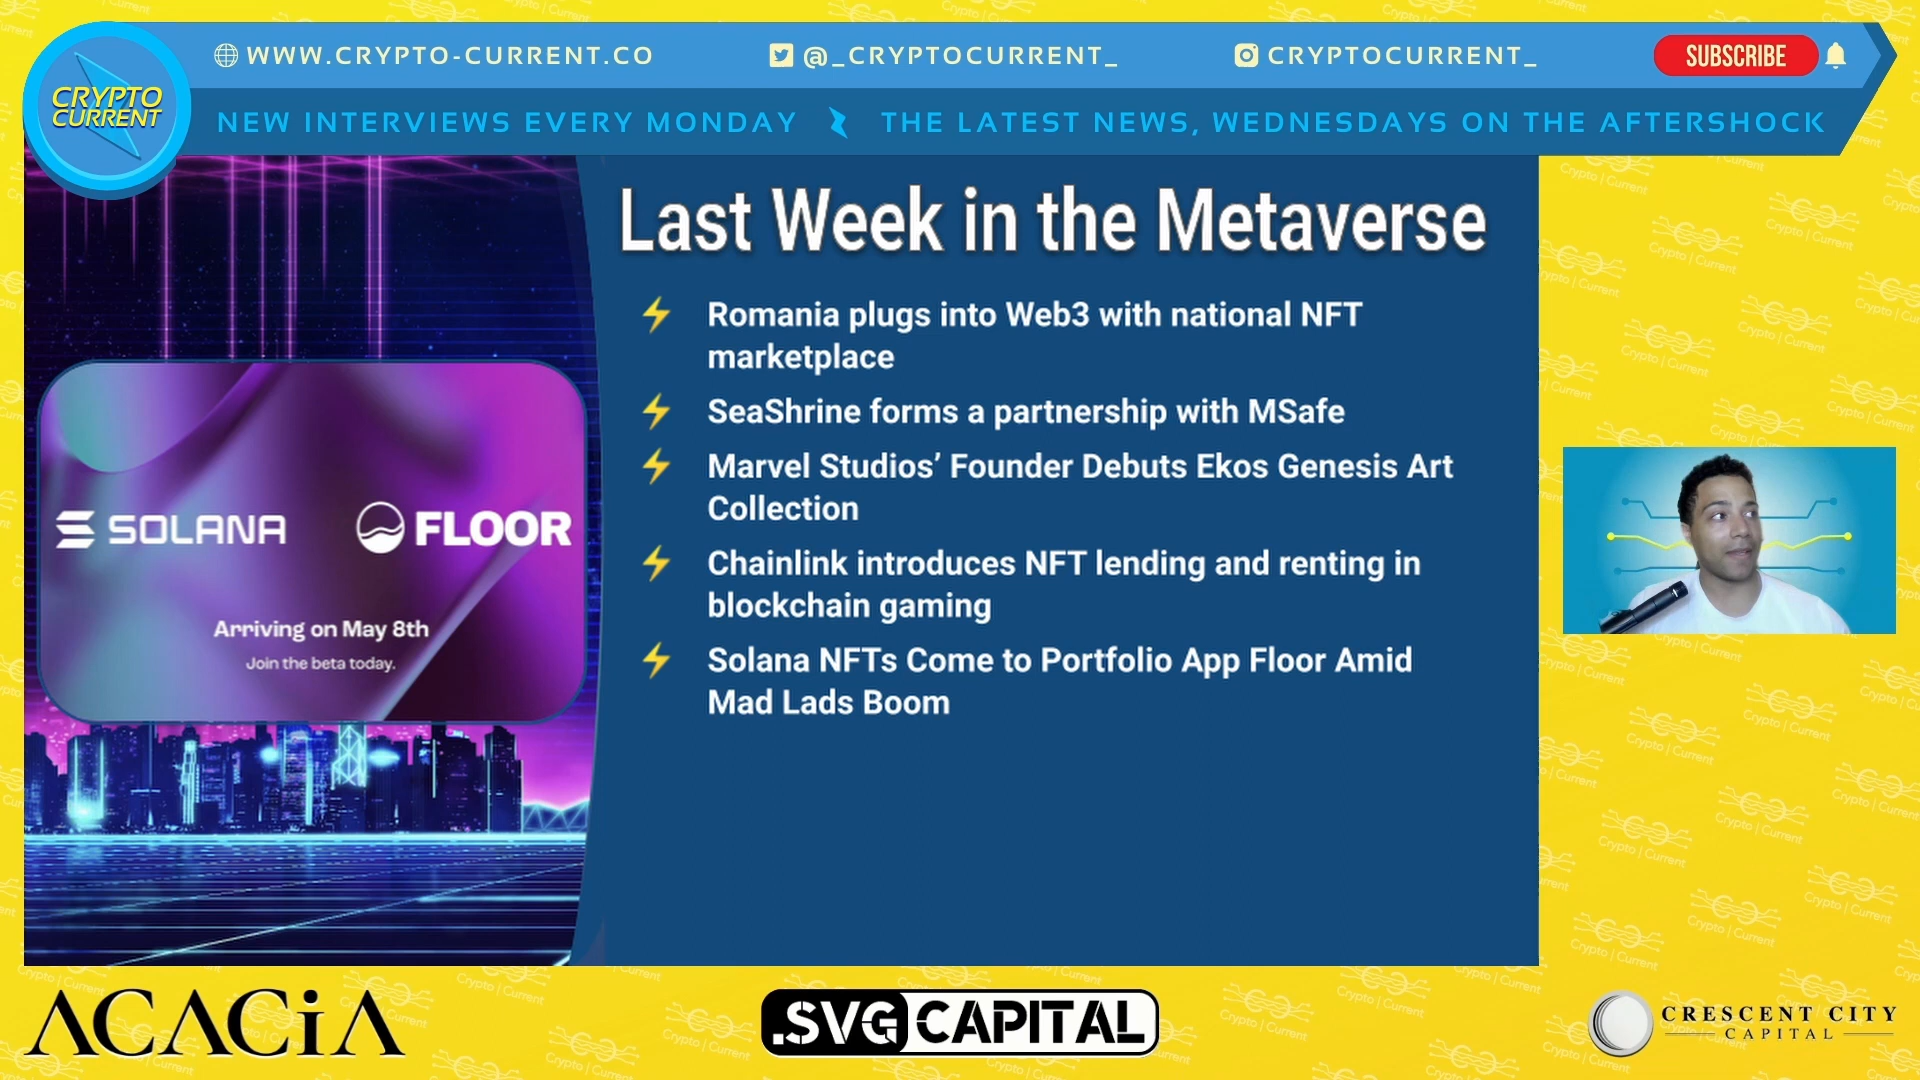 WWW.CRYPTO-CURRENT.CO
@_CRYPTOCURRENT_
CRYPTOCURRENT_
SUBSCRIBE
CRYPTO
CURRENT
NEW INTERVIEWS EVERY MONDAY
THE LATEST NEWS, WEDNESDAYS ON THE AFTERSHOCK
Last Week in the Metaverse
Romania plugs into Web3 with national NFT
marketplace
SeaShrine forms a partnership with MSafe
Marvel Studios’ Founder Debuts Ekos Genesis Art
Collection
Chainlink introduces NFT lending and renting in
blockchain gaming
Solana NFTs Come to Portfolio App Floor Amid
Mad Lads Boom
SOLANA
FLOOR
Arriving on May 8th
Join the beta today.
Crypto | Current
ACACiA
.SVG CAPITAL
CRESCENT CITY
CAPITAL